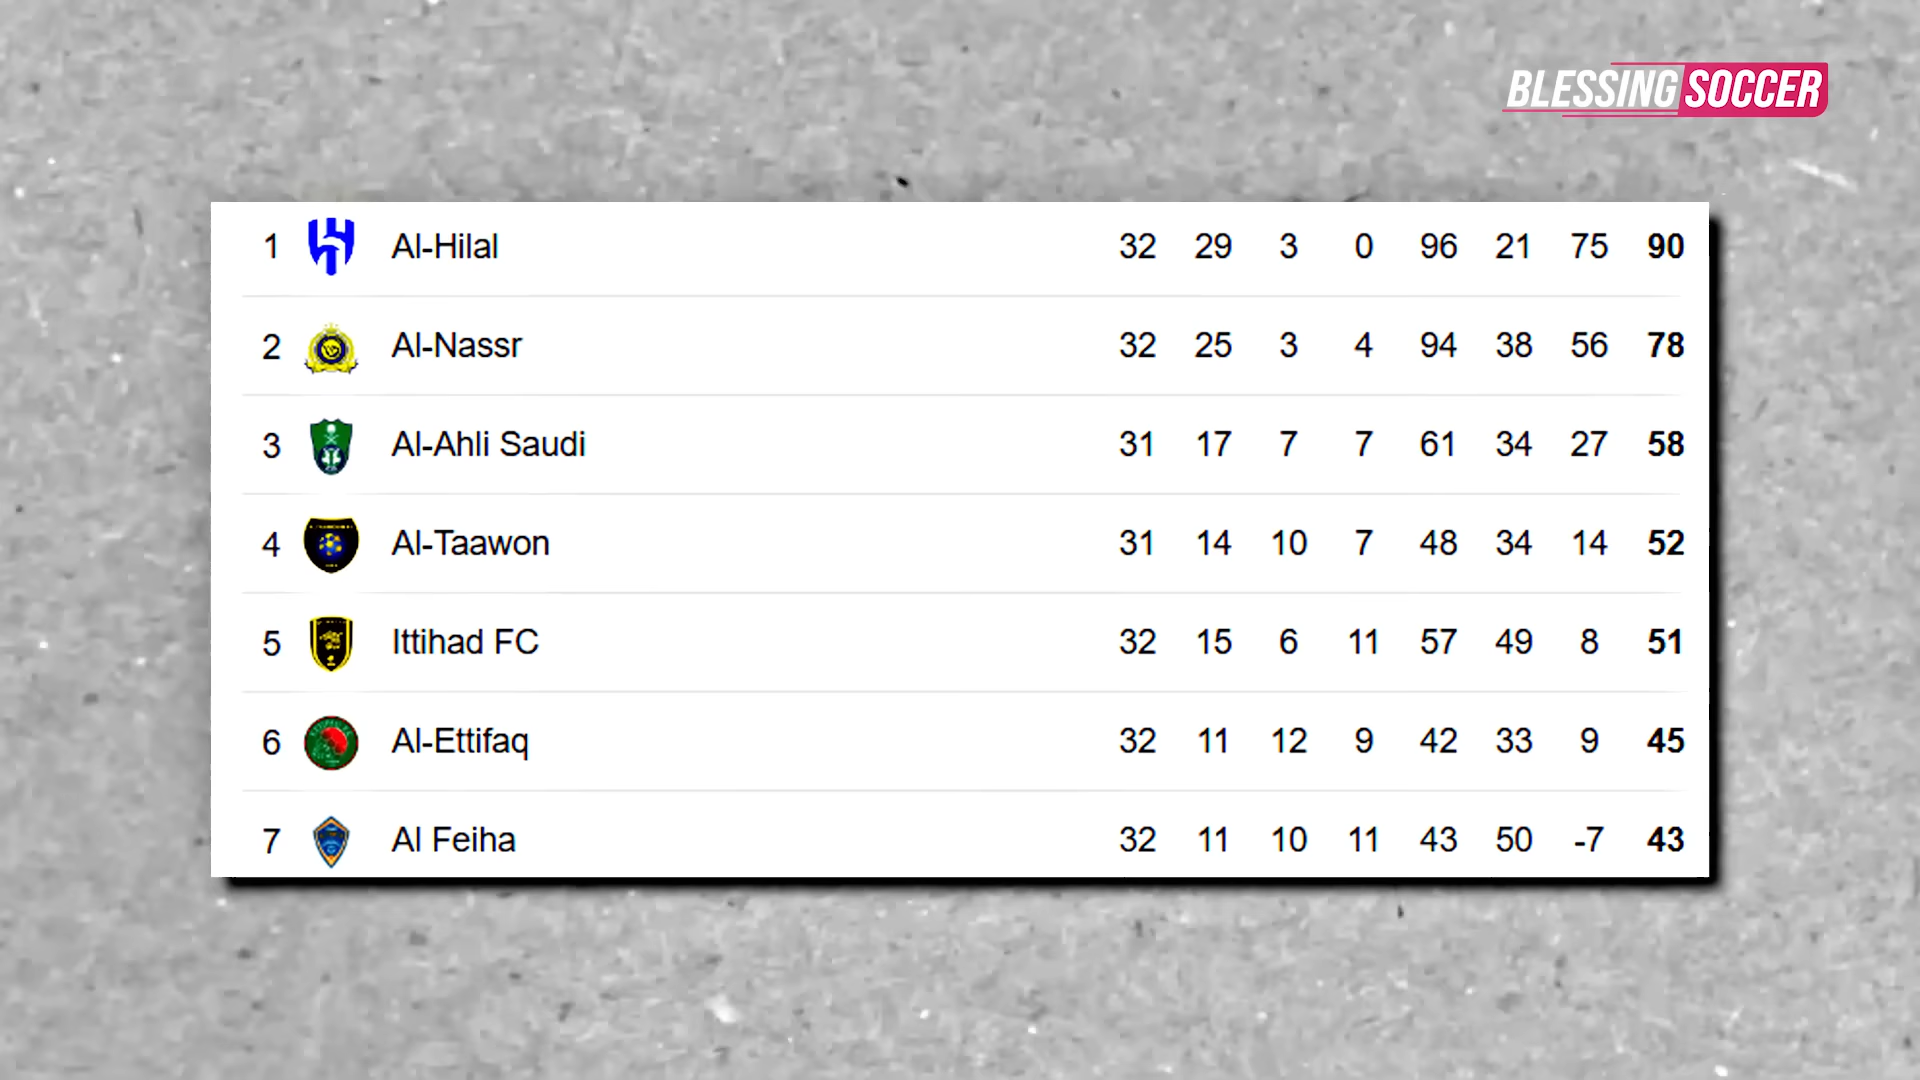 BLESSING SOCCER
1 Al-Hilal 32 29 3 0 96 21 75 90
2 Al-Nassr 32 25 3 4 94 38 56 78
3 Al-Ahli Saudi 31 17 7 7 61 34 27 58
4 Al-Taawon 31 14 10 7 48 34 14 52
5 Ittihad FC 32 15 6 11 57 49 8 51
6 Al-Ettifaq 32 11 12 9 42 33 9 45
7 Al Feiha 32 11 10 11 43 50 -7 43